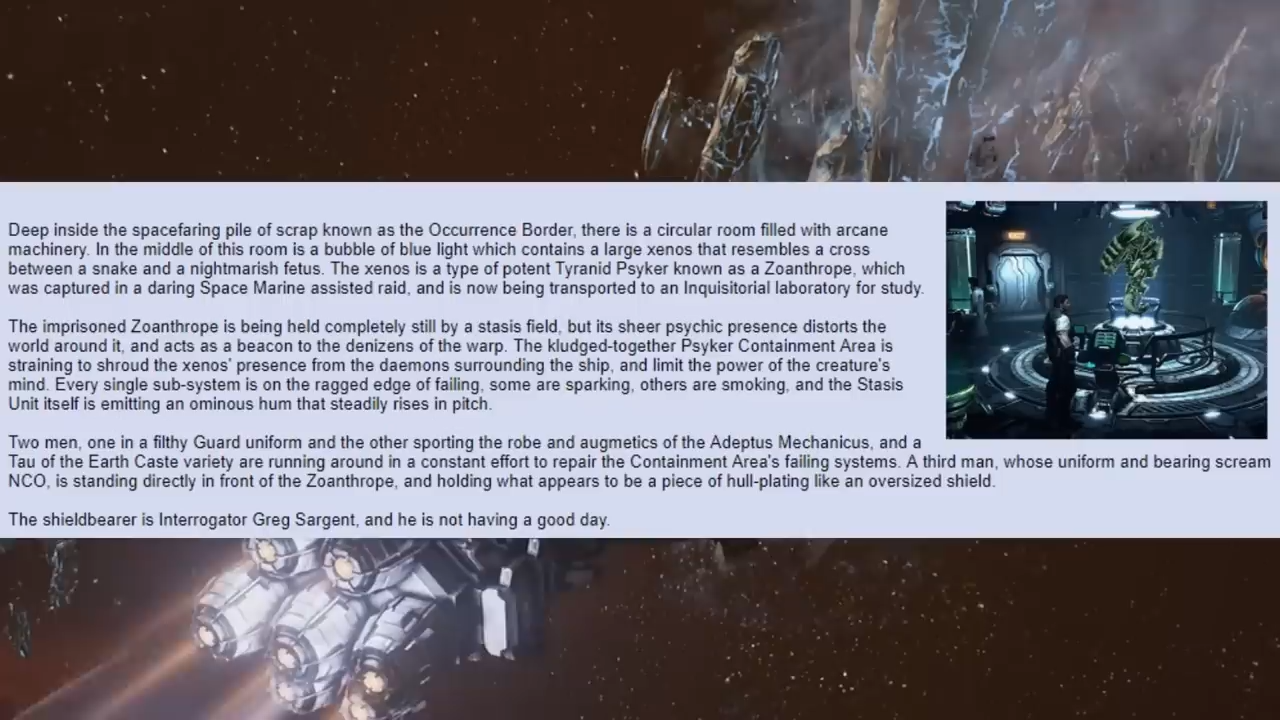 Deep inside the spacefaring pile of scrap known as the Occurrence Border, there is a circular room filled with arcane
machinery. In the middle of this room is a bubble of blue light which contains a large xenos that resembles a cross
between a snake and a nightmarish fetus. The xenos is a type of potent Tyranid Psyker known as a Zoanthrope, which
was captured in a daring Space Marine assisted raid, and is now being transported to an Inquisitorial laboratory for study.
The imprisoned Zoanthrope is being held completely still by a stasis field, but its sheer psychic presence distorts the
world around it, and acts as a beacon to the denizens of the warp. The kludged-together Psyker Containment Area is
straining to shroud the xenos' presence from the daemons surrounding the ship, and limit the power of the creature's
mind. Every single sub-system is on the ragged edge of failing, some are sparking, others are smoking, and the Stasis
Unit itself is emitting an ominous hum that steadily rises in pitch.
Two men, one in a filthy Guard uniform and the other sporting the robe and augmetics of the Adeptus Mechanicus, and a
Tau of the Earth Caste variety are running around in a constant effort to repair the Containment Area's failing systems. A third man, whose uniform and bearing scream
NCO, is standing directly in front of the Zoanthrope, and holding what appears to be a piece of hull-plating like an oversized shield.
The shieldbearer is Interrogator Greg Sargent, and he is not having a good day.